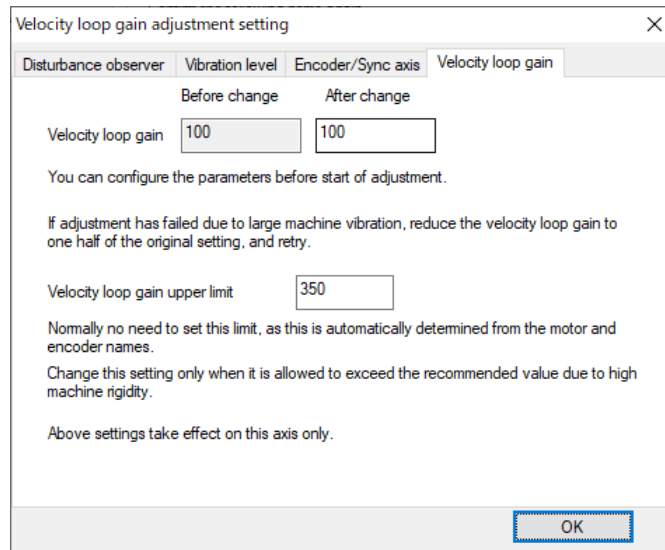 Velocity loop gain adjustment setting
Disturbance observer Vibration level Encoder/Sync axis Velocity loop gain
Before change After change
Velocity loop gain 100 100
You can configure the parameters before start of adjustment.
If adjustment has failed due to large machine vibration, reduce the velocity loop gain to
one half of the original setting, and retry.
Velocity loop gain upper limit 350
Normally no need to set this limit, as this is automatically determined from the motor and
encoder names.
Change this setting only when it is allowed to exceed the recommended value due to high
machine rigidity.
Above settings take effect on this axis only.
OK